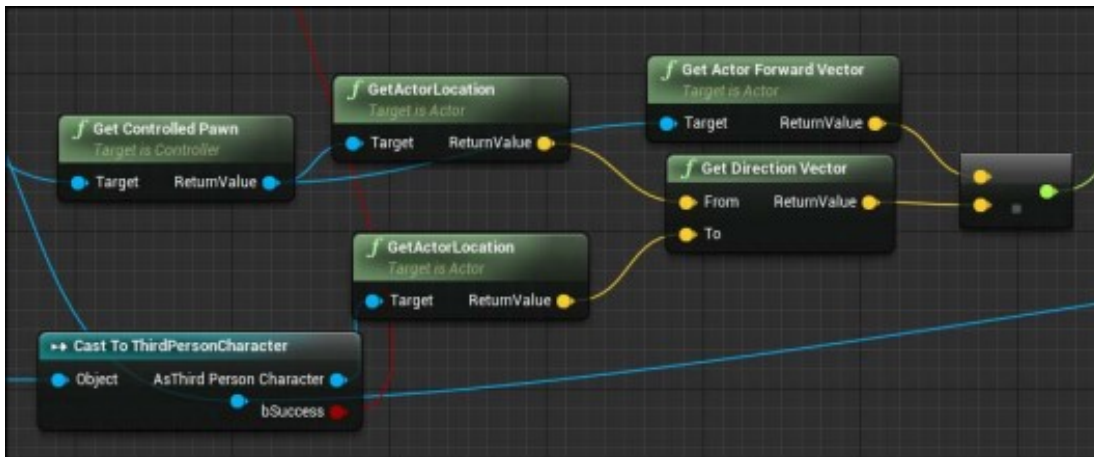 Get Controlled Pawn
Target is Controller
Target ReturnValue
GetActorLocation
Target is Actor
Target ReturnValue
Get Actor Forward Vector
Target is Actor
Target ReturnValue
Get Direction Vector
From ReturnValue
To
GetActorLocation
Target is Actor
Target ReturnValue
Cast To ThirdPersonCharacter
Object AsThird Person Character
bSuccess